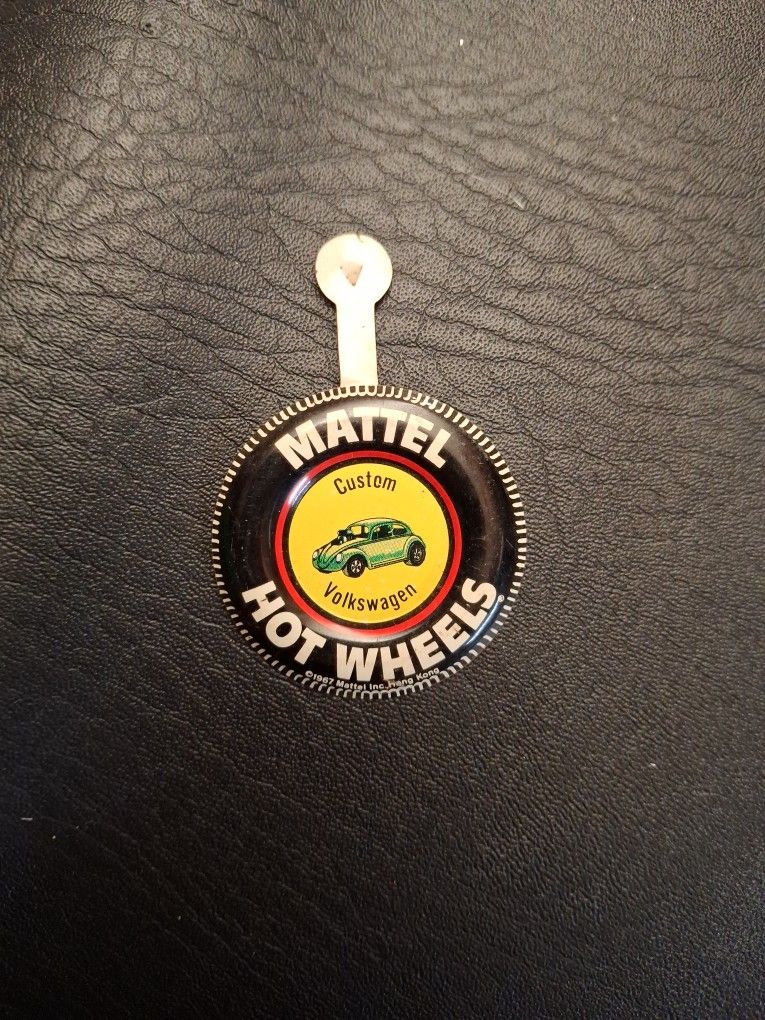 MATTEL
Custom
Volkswagen
HOT WHEELS®
©1967 Mattel Inc. Hong Kong